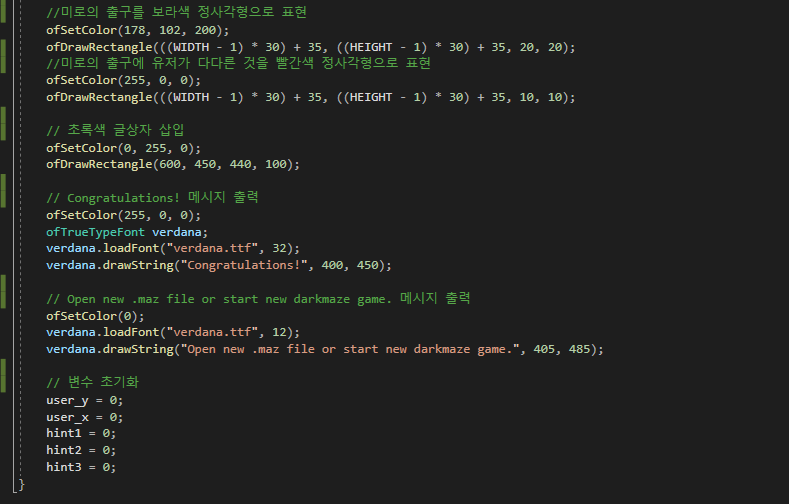 //미로의 출구를 보라색 정사각형으로 표현
ofSetColor(178, 102, 200);
ofDrawRectangle(((WIDTH - 1) * 30) + 35, ((HEIGHT - 1) * 30) + 35, 20, 20);
//미로의 출구에 유저가 다다른 것을 빨간색 정사각형으로 표현
ofSetColor(255, 0, 0);
ofDrawRectangle(((WIDTH - 1) * 30) + 35, ((HEIGHT - 1) * 30) + 35, 10, 10);
// 초록색 글상자 삽입
ofSetColor(0, 255, 0);
ofDrawRectangle(600, 450, 440, 100);
// Congratulations! 메시지 출력
ofSetColor(255, 0, 0);
ofTrueTypeFont verdana;
verdana.loadFont("verdana.ttf", 32);
verdana.drawString("Congratulations!", 400, 450);
// Open new .maz file or start new darkmaze game. 메시지 출력
ofSetColor(0);
verdana.loadFont("verdana.ttf", 12);
verdana.drawString("Open new .maz file or start new darkmaze game.", 405, 485);
// 변수 초기화
user_y = 0;
user_x = 0;
hint1 = 0;
hint2 = 0;
hint3 = 0;
}